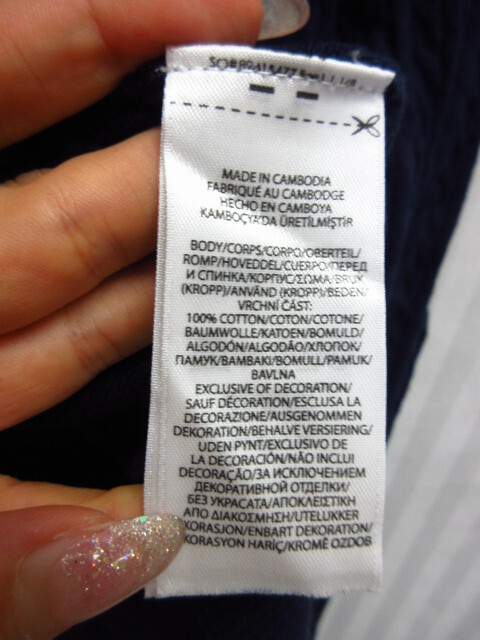 MADE IN CAMBODIA
FABRIQUÉ AU CAMBODGE
HECHO EN CAMBOYA
KAMBOÇYA'DA ÜRETİLMİŞTİR
BODY/CORPS/CORPO/OBERTEIL/
ROMP/HOVEDDEL/CUERPO/ПЕРЕД
И СПИНКА/КОРПУС/ΣΩΜΑ/BRUK
(KROPP)/ANVÄND (KROPP)/BEDEN/
VRCHNÍ ČÁST:
100% COTTON/COTON/COTONE/
BAUMWOLLE/KATOEN/BOMULD/
ALGODÓN/ALGODÃO/ХЛОПОК/
ПАМУК/ΒΑΜΒΑΚΙ/BOMULL/PAMUK/
BAVLNA
EXCLUSIVE OF DECORATION/
SAUF DÉCORATION/ESCLUSA LA
DECORAZIONE/AUSGENOMMEN
DEKORATION/BEHALVE VERSIERING/
UDEN PYNT/EXCLUSIVO DE
LA DECORACIÓN/NÃO INCLUI
DECORAÇÃO/ЗА ИСКЛЮЧЕНИЕМ
ДЕКОРАТИВНОЙ ОТДЕЛКИ/
БЕЗ УКРАСАТА/ΑΠΟΚΛΕΙΣΤΙΚΗ
ΑΠΟ ΔΙΑΚΟΣΜΗΣΗ/UTELUKKER
KORASJON/ENBART DEKORATION/
KORASYON HARİÇ/KROMĚ OZDOB